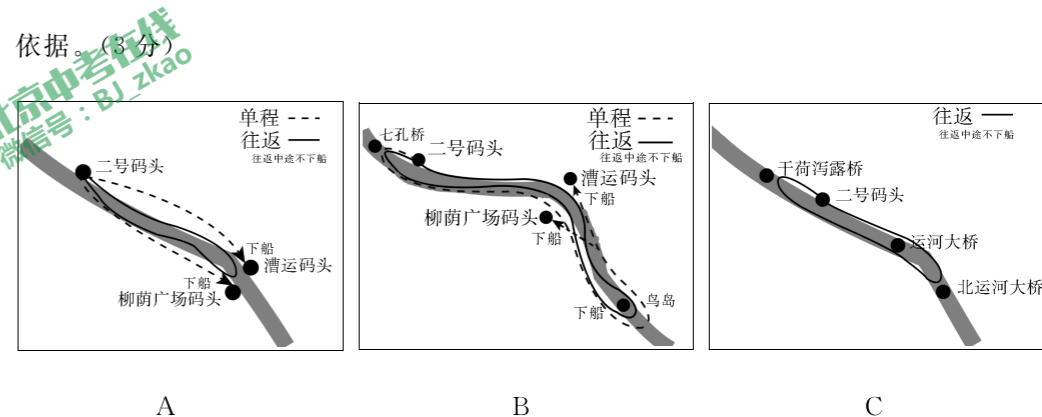 依据。(3分)
北京中考在线
微信号：BJ_zkao
单程
往返
往返中途不下船
二号码头
下船
漕运码头
下船
柳荫广场码头
单程
往返
往返中途不下船
七孔桥
二号码头
漕运码头
下船
柳荫广场码头
下船
鸟岛
下船
往返
往返中途不下船
干荷泻露桥
二号码头
运河大桥
北运河大桥
A
B
C